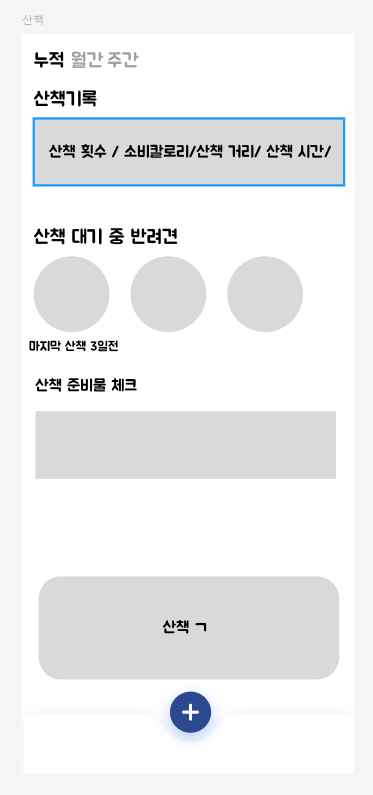 산책
누적 월간 주간
산책기록
산책 횟수 / 소비칼로리/산책 거리/ 산책 시간/
산책 대기 중 반려견
마지막 산책 3일전
산책 준비물 체크
산책 ㄱ